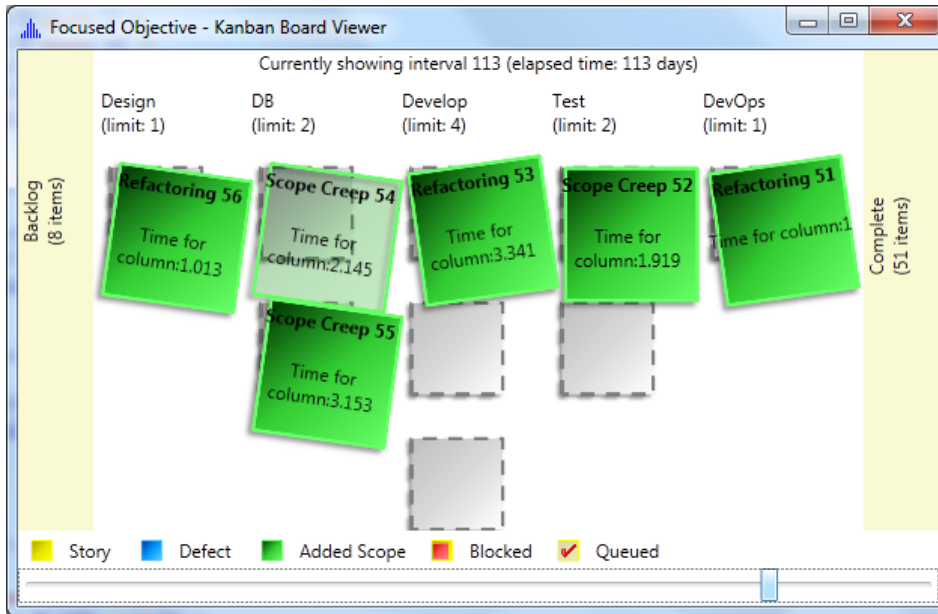 Focused Objective - Kanban Board Viewer
Currently showing interval 113 (elapsed time: 113 days)
Backlog
(8 items)
Design
(limit: 1)
DB
(limit: 2)
Develop
(limit: 4)
Test
(limit: 2)
DevOps
(limit: 1)
Refactoring 56
Time for
column:1.013
Scope Creep 54
Time for
column:2.145
Scope Creep 55
Time for
column:3.153
Refactoring 53
Time for
column:3.341
Scope Creep 52
Time for
column:1.919
Refactoring 51
Time for column:1
Complete
(51 items)
Story
Defect
Added Scope
Blocked
Queued